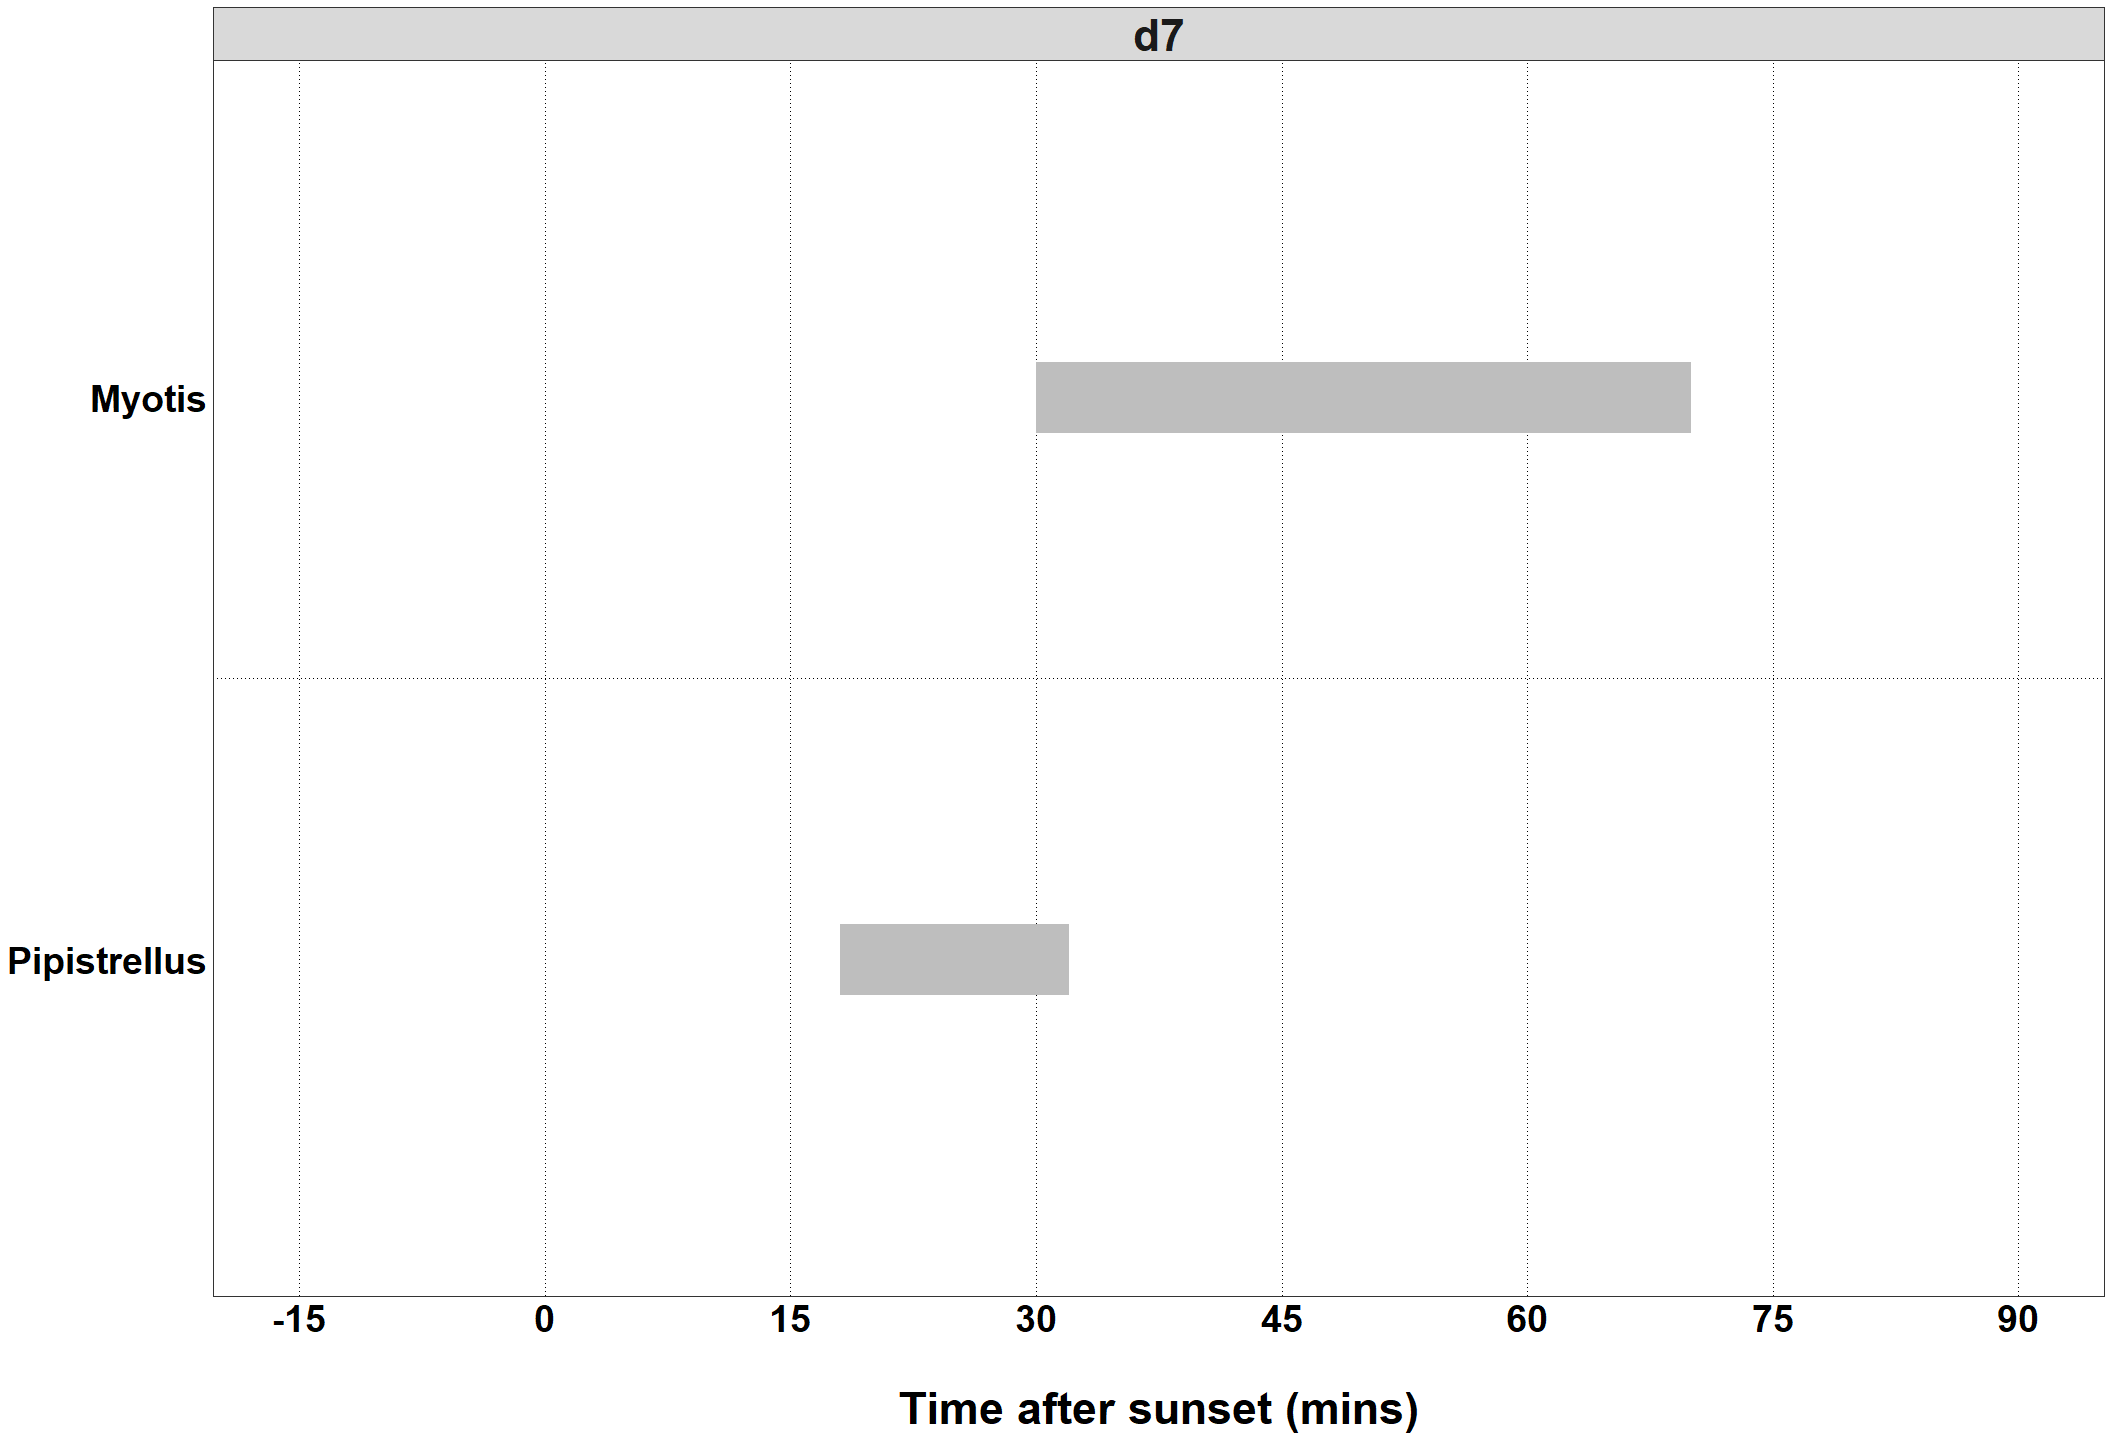 d7
Myotis
Pipistrellus
-15 0 15 30 45 60 75 90
Time after sunset (mins)